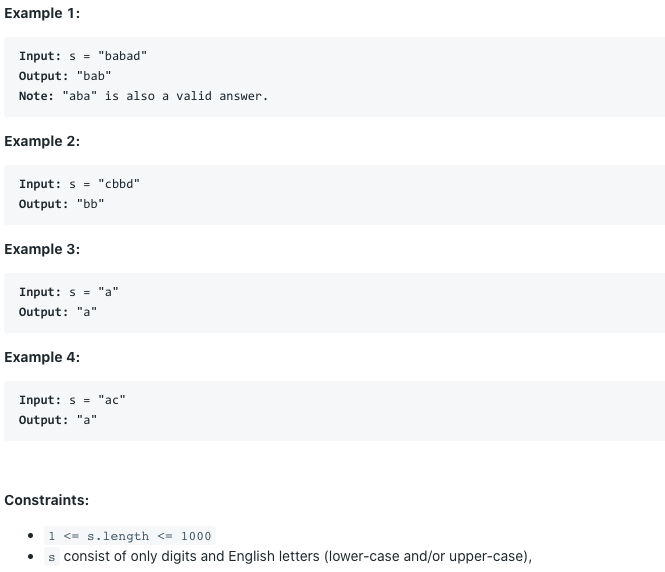 Example 1:
Input: s = "babad"
Output: "bab"
Note: "aba" is also a valid answer.
Example 2:
Input: s = "cbbd"
Output: "bb"
Example 3:
Input: s = "a"
Output: "a"
Example 4:
Input: s = "ac"
Output: "a"
Constraints:
• 1 <= s.length <= 1000
• s consist of only digits and English letters (lower-case and/or upper-case),